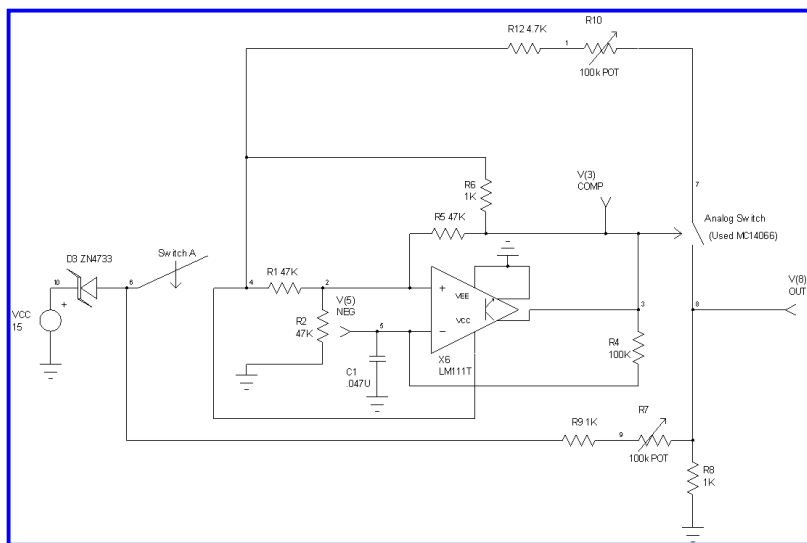 R12 4.7K
1
R10
100k POT
7
R6
1K
V(3)
COMP
R5 47K
Analog Switch
(Used MC14066)
D3 ZN4733
Switch A
10
6
4
R1 47K
2
+
VEE
VCC
-
V(5)
NEG
5
3
8
V(8)
OUT
+
VCC
15
R2
47K
X6
LM111T
C1
.047U
R4
100K
R9 1K
9
R7
100k POT
R8
1K